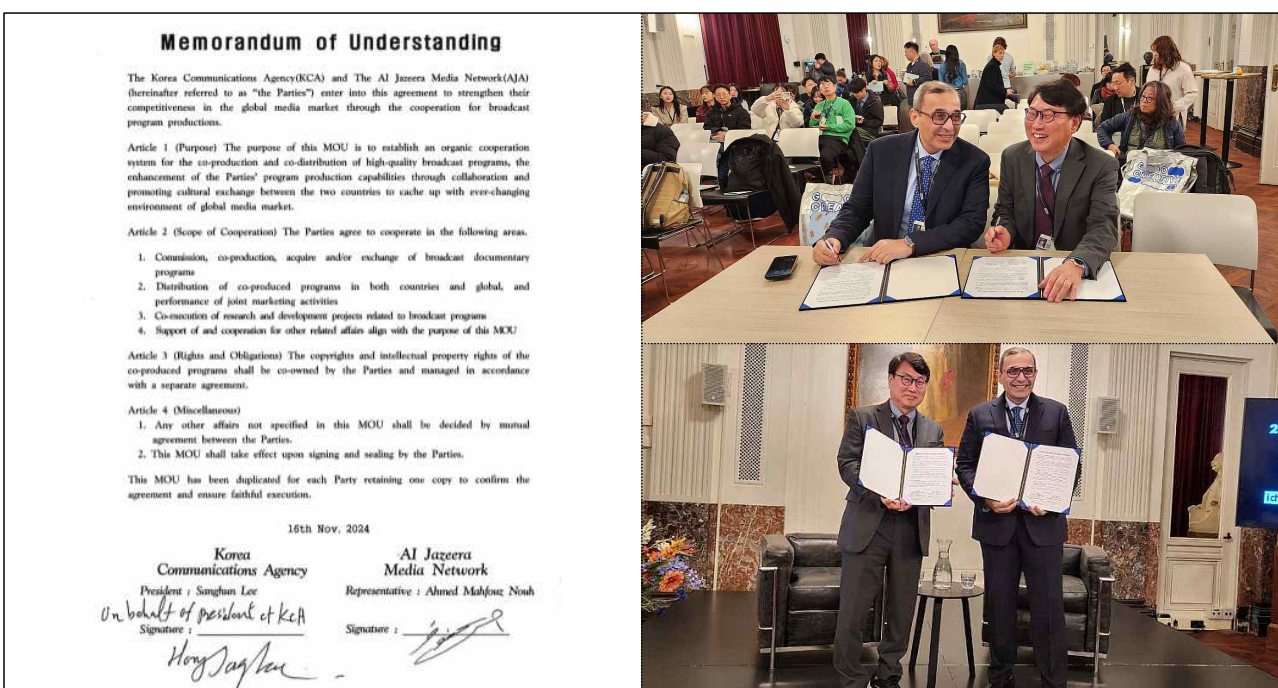 Memorandum of Understanding
The Korea Communications Agency(KCA) and The AI Jazeera Media Network(AJA)
(hereinafter referred to as "the Parties") enter into this agreement to strengthen their
competitiveness in the global media market through the cooperation for broadcast
program productions.
Article 1 (Purpose) The purpose of this MOU is to establish an organic cooperation
system for the co-production and co-distribution of high-quality broadcast programs, the
enhancement of the Parties' program production capabilities through collaboration and
promoting cultural exchange between the two countries to cache up with ever-changing
environment of global media market.
Article 2 (Scope of Cooperation) The Parties agree to cooperate in the following areas.
1. Commission, co-production, acquire and/or exchange of broadcast documentary
programs
2. Distribution of co-produced programs in both countries and global, and
performance of joint marketing activities
3. Co-execution of research and development projects related to broadcast programs
4. Support of and cooperation for other related affairs align with the purpose of this MOU
Article 3 (Rights and Obligations) The copyrights and intellectual property rights of the
co-produced programs shall be co-owned by the Parties and managed in accordance
with a separate agreement.
Article 4 (Miscellaneous)
1. Any other affairs not specified in this MOU shall be decided by mutual
agreement between the Parties.
2. This MOU shall take effect upon signing and sealing by the Parties.
This MOU has been duplicated for each Party retaining one copy to confirm the
agreement and ensure faithful execution.
16th Nov. 2024
Korea
Communications Agency
President : Sanghun Lee
On behalf of president of KCA
Signature :
AI Jazeera
Media Network
Representative : Ahmed Mahfouz Nouh
Signature :
2
ich